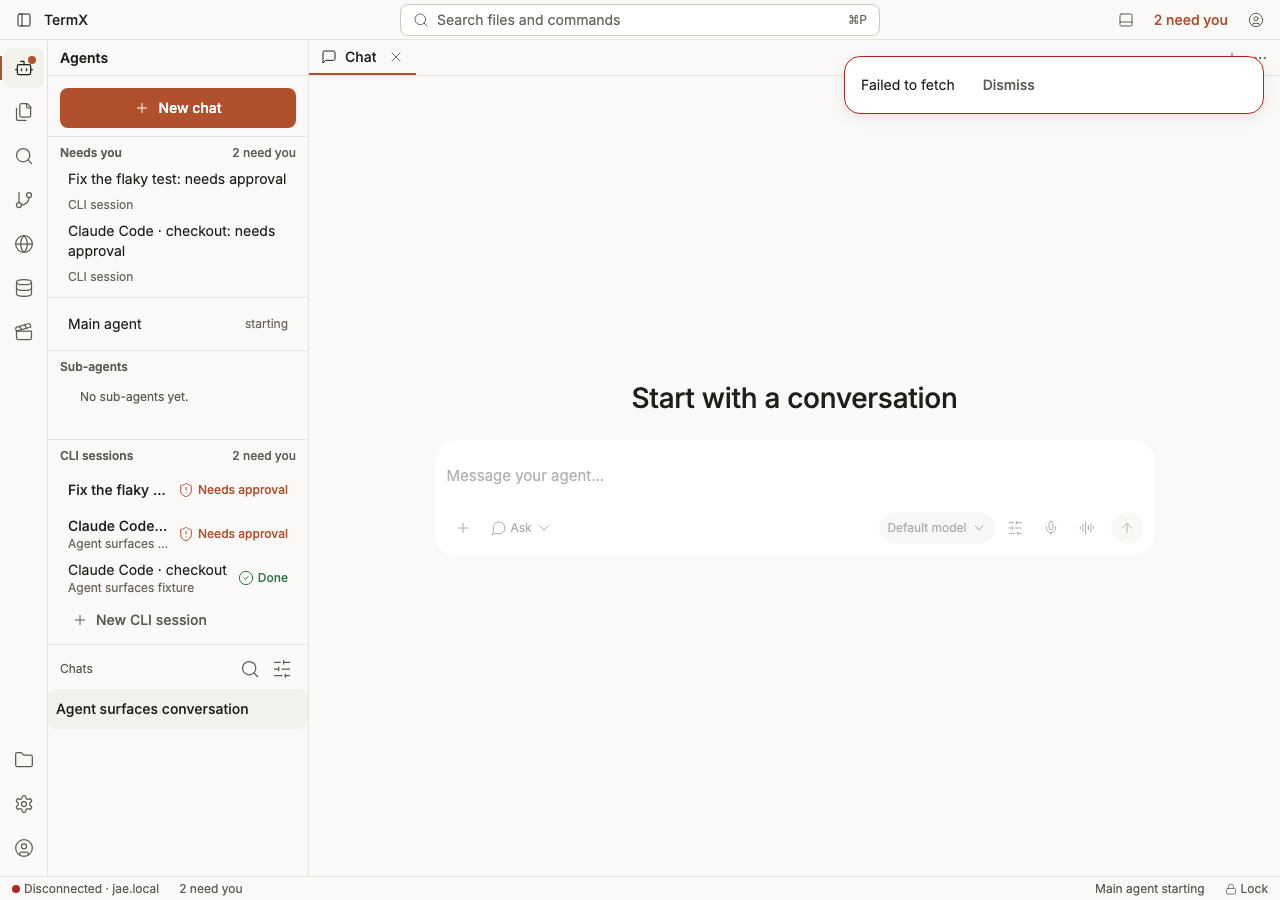 TermX
Search files and commands
⌘P
2 need you
Agents
Chat
Failed to fetch
Dismiss
New chat
Needs you
2 need you
Fix the flaky test: needs approval
CLI session
Claude Code · checkout: needs
approval
CLI session
Main agent
starting
Sub-agents
No sub-agents yet.
CLI sessions
2 need you
Fix the flaky ...
Needs approval
Claude Code...
Agent surfaces ...
Needs approval
Claude Code · checkout
Agent surfaces fixture
Done
New CLI session
Chats
Agent surfaces conversation
Start with a conversation
Message your agent...
Ask
Default model
Disconnected · jae.local
2 need you
Main agent starting
Lock